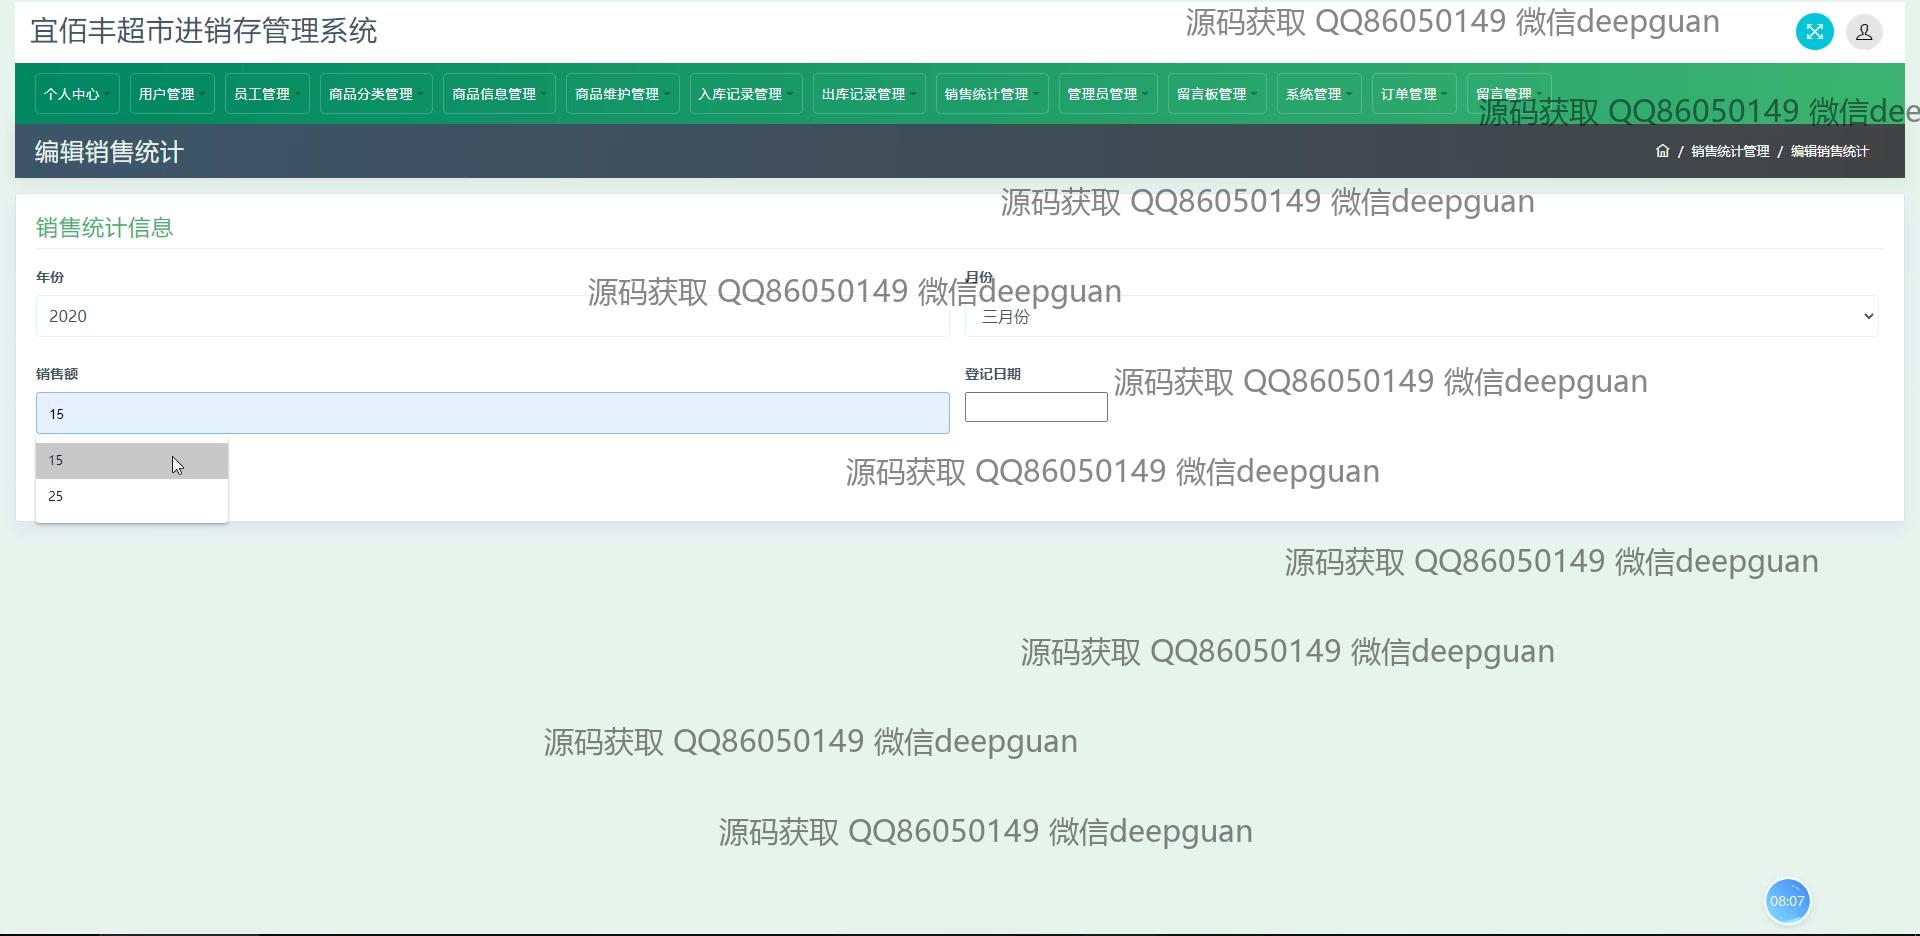 宜佰丰超市进销存管理系统
源码获取 QQ86050149 微信deepguan
个人中心 用户管理 员工管理 商品分类管理 商品信息管理 商品维护管理 入库记录管理 出库记录管理 销售统计管理 管理员管理 留言板管理 系统管理 订单管理 留言管理
源码获取 QQ86050149 微信dee
编辑销售统计
/ 销售统计管理 / 编辑销售统计
源码获取 QQ86050149 微信deepguan
销售统计信息
年份 月份
源码获取 QQ86050149 微信deepguan
2020 三月份
销售额 登记日期
源码获取 QQ86050149 微信deepguan
15
15
源码获取 QQ86050149 微信deepguan
25
源码获取 QQ86050149 微信deepguan
源码获取 QQ86050149 微信deepguan
源码获取 QQ86050149 微信deepguan
源码获取 QQ86050149 微信deepguan
08:07